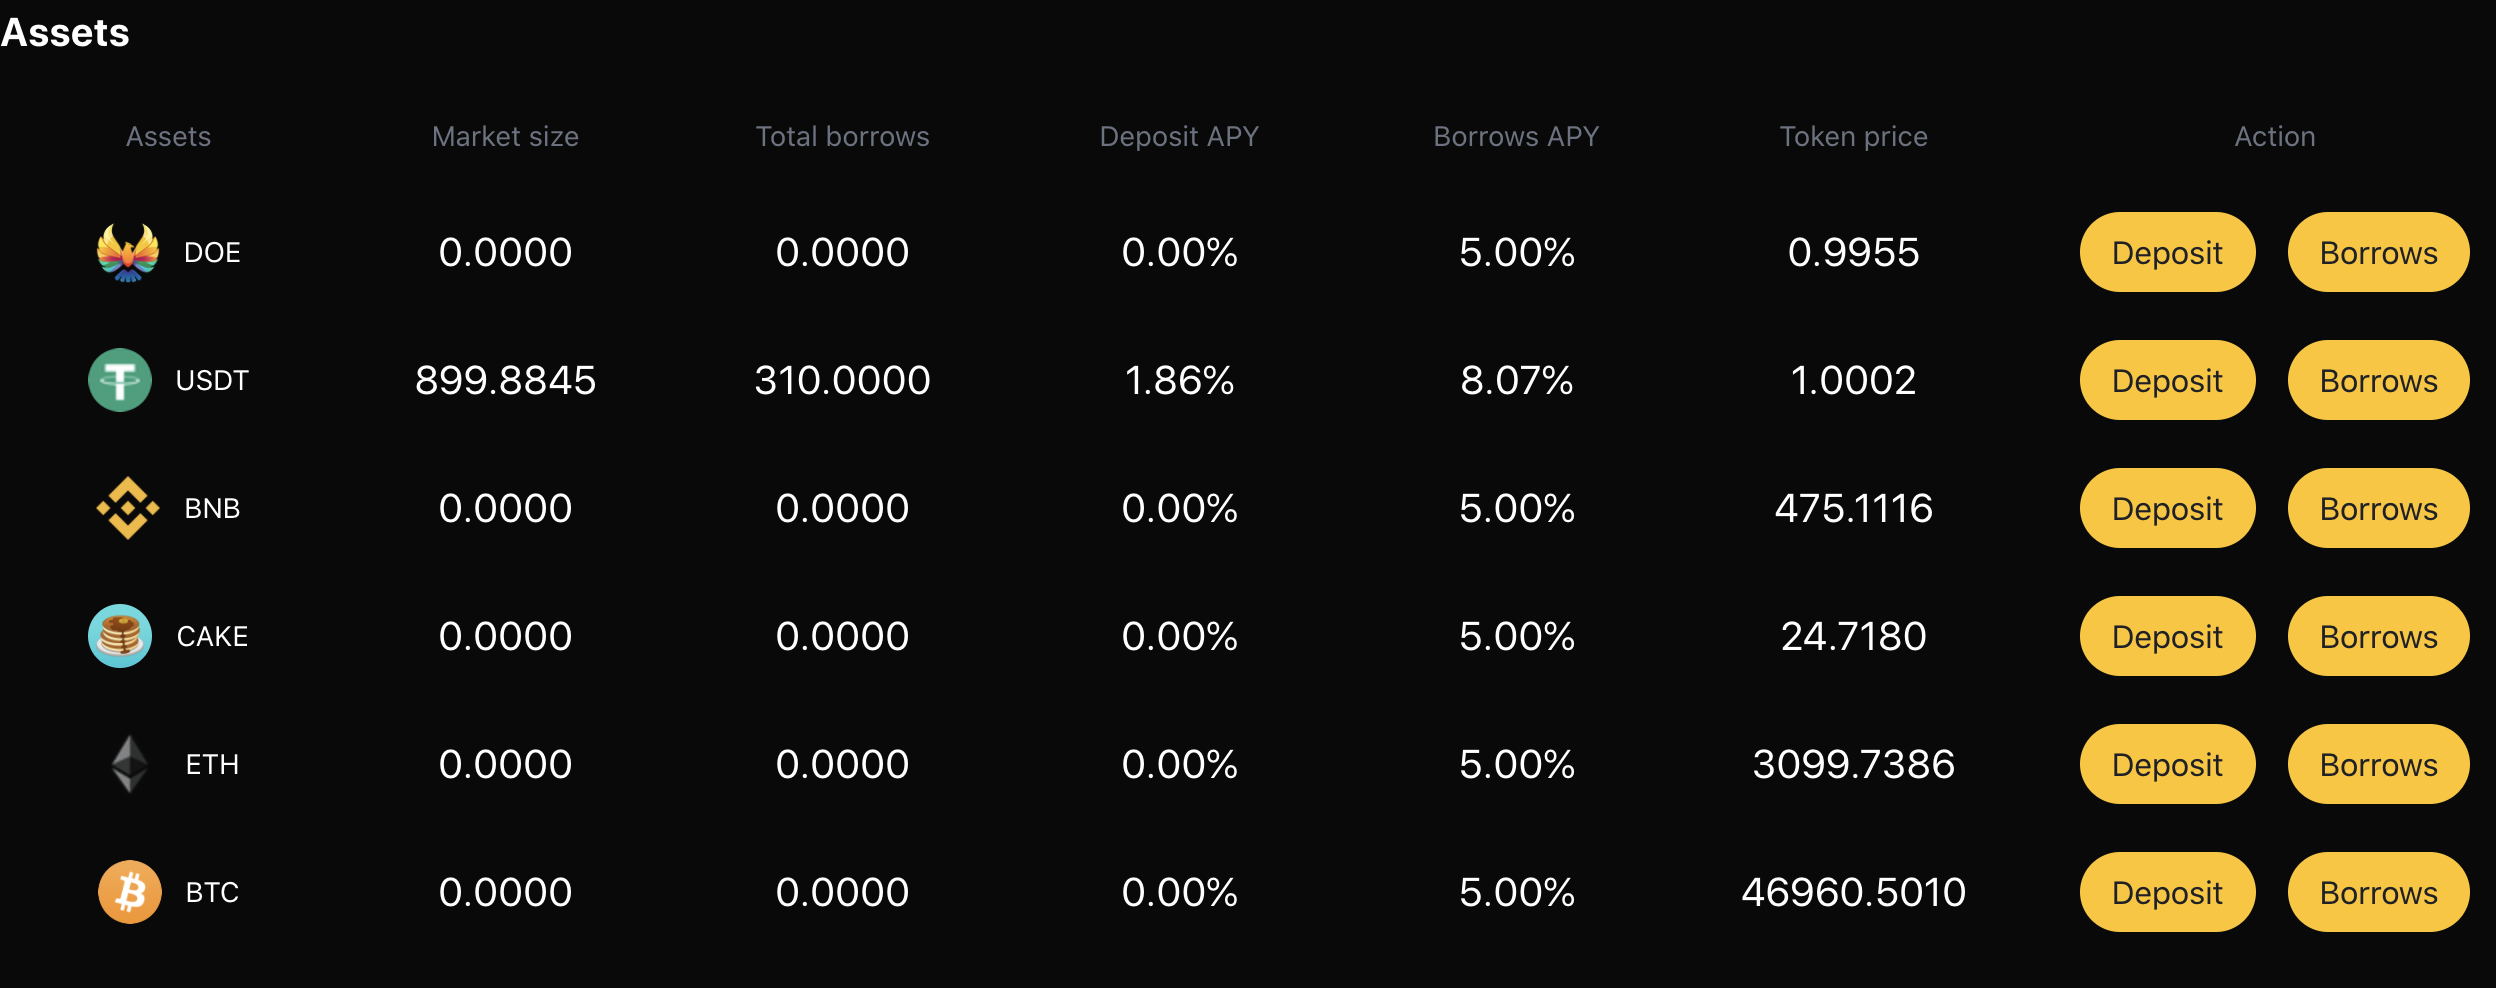 Assets
Assets Market size Total borrows Deposit APY Borrows APY Token price Action
DOE 0.0000 0.0000 0.00% 5.00% 0.9955 Deposit Borrows
USDT 899.8845 310.0000 1.86% 8.07% 1.0002 Deposit Borrows
BNB 0.0000 0.0000 0.00% 5.00% 475.1116 Deposit Borrows
CAKE 0.0000 0.0000 0.00% 5.00% 24.7180 Deposit Borrows
ETH 0.0000 0.0000 0.00% 5.00% 3099.7386 Deposit Borrows
BTC 0.0000 0.0000 0.00% 5.00% 46960.5010 Deposit Borrows